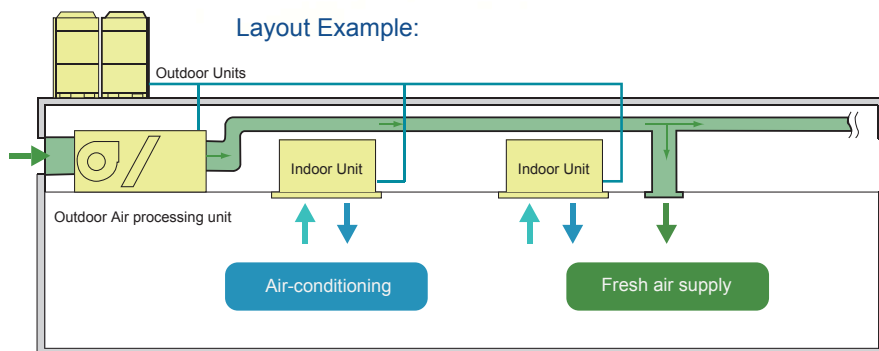 Layout Example:
Outdoor Units
Indoor Unit
Indoor Unit
Outdoor Air processing unit
Air-conditioning
Fresh air supply